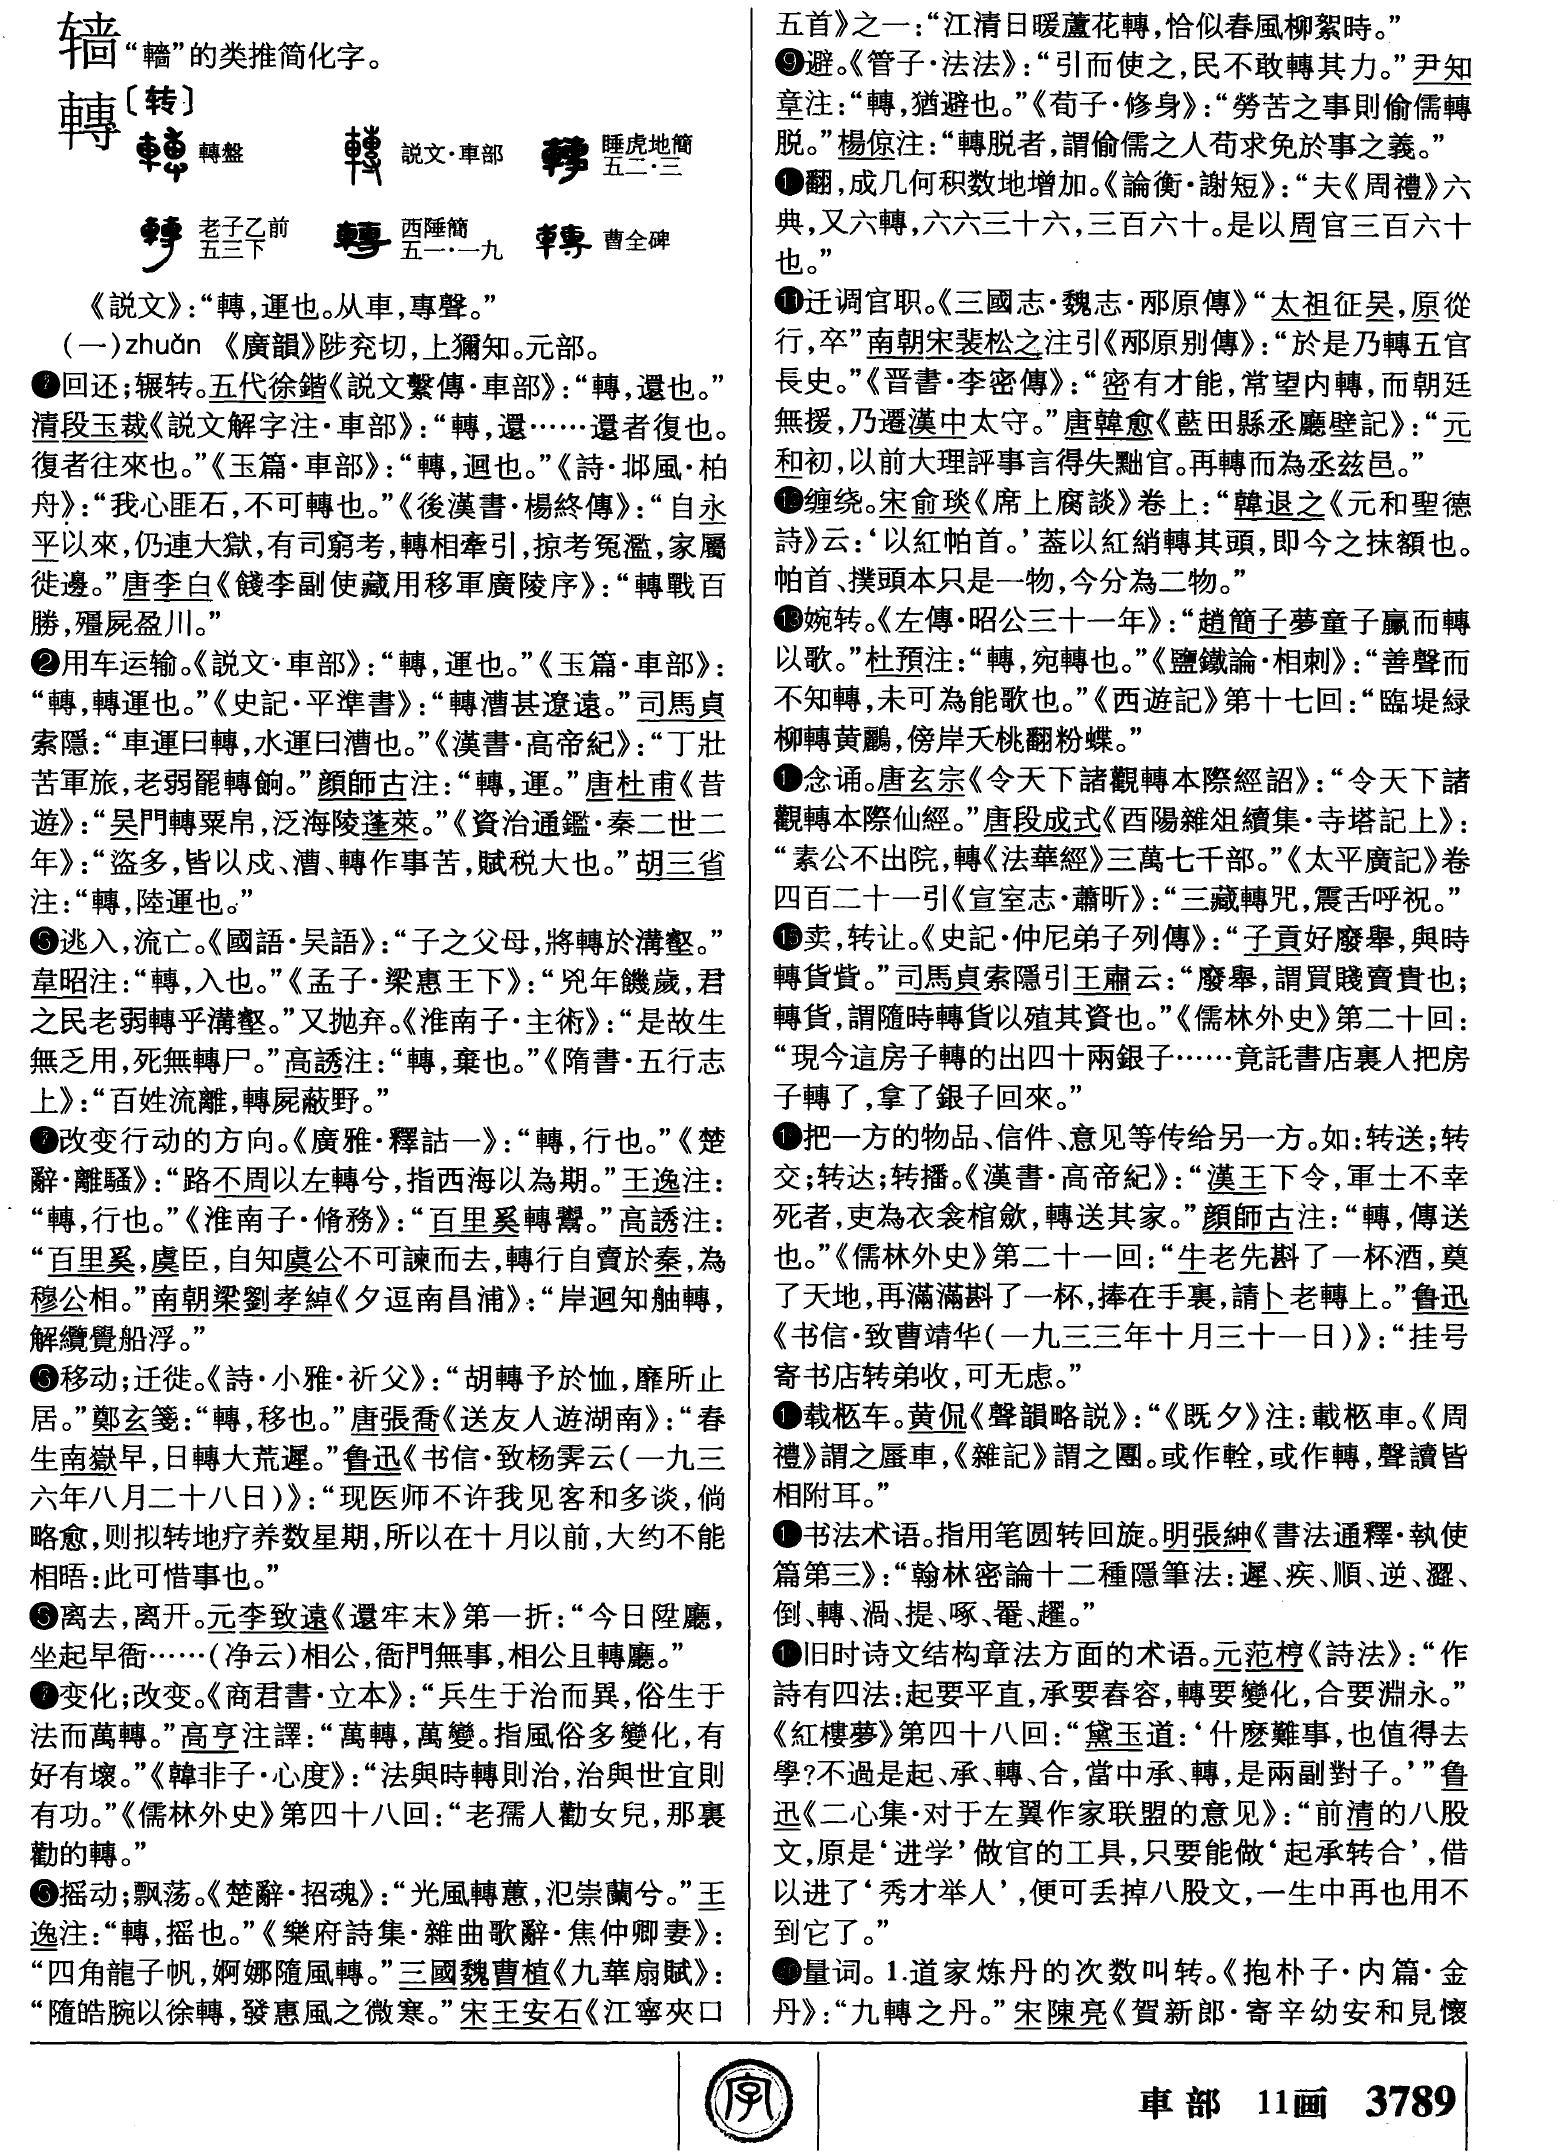 𰺎“轖”的类推简化字。
轉〔转〕
轉盤
説文·車部
睡虎地簡
五二·三
老子乙前
五三下
西陲簡
五一·一九
曹全碑
《説文》：“轉，運也。从車，專聲。”
（一）zhuǎn 《廣韻》陟兖切，上獮知。元部。
❶回还；辗转。五代徐鍇《説文繫傳·車部》：“轉，還也。”
清段玉裁《説文解字注·車部》：“轉，還……還者復也。
復者往來也。”《玉篇·車部》：“轉，迴也。”《詩·邶風·柏
舟》：“我心匪石，不可轉也。”《後漢書·楊終傳》：“自永
平以來，仍連大獄，有司窮考，轉相牽引，掠考冤濫，家屬
徙邊。”唐李白《餞李副使藏用移軍廣陵序》：“轉戰百
勝，殭屍盈川。”
❷用车运输。《説文·車部》：“轉，運也。”《玉篇·車部》：
“轉，轉運也。”《史記·平準書》：“轉漕甚遼遠。”司馬貞
索隱：“車運曰轉，水運曰漕也。”《漢書·高帝紀》：“丁壯
苦軍旅，老弱罷轉餉。”顔師古注：“轉，運。”唐杜甫《昔
遊》：“吴門轉粟帛，泛海陵蓬萊。”《資治通鑑·秦二世二
年》：“盜多，皆以戍、漕、轉作事苦，賦税大也。”胡三省
注：“轉，陸運也。”
❸逃入，流亡。《國語·吴語》：“子之父母，將轉於溝壑。”
韋昭注：“轉，入也。”《孟子·梁惠王下》：“兇年饑歲，君
之民老弱轉乎溝壑。”又抛弃。《淮南子·主術》：“是故生
無乏用，死無轉尸。”高誘注：“轉，棄也。”《隋書·五行志
上》：“百姓流離，轉屍蔽野。”
❹改变行动的方向。《廣雅·釋詁一》：“轉，行也。”《楚
辭·離騷》：“路不周以左轉兮，指西海以為期。”王逸注：
“轉，行也。”《淮南子·脩務》：“百里奚轉鬻。”高誘注：
“百里奚，虞臣，自知虞公不可諫而去，轉行自賣於秦，為
穆公相。”南朝梁劉孝綽《夕逗南昌浦》：“岸迴知舳轉，
解纜覺船浮。”
❺移动；迁徙。《詩·小雅·祈父》：“胡轉予於恤，靡所止
居。”鄭玄箋：“轉，移也。”唐張喬《送友人遊湖南》：“春
生南嶽早，日轉大荒遲。”魯迅《书信·致杨霁云（一九三
六年八月二十八日）》：“现医师不许我见客和多谈，倘
略愈，则拟转地疗养数星期，所以在十月以前，大约不能
相晤：此可惜事也。”
❻离去，离开。元李致遠《還牢末》第一折：“今日陞廳，
坐起早衙……（净云）相公，衙門無事，相公且轉廳。”
❼变化；改变。《商君書·立本》：“兵生于治而異，俗生于
法而萬轉。”高亨注譯：“萬轉，萬變。指風俗多變化，有
好有壞。”《韓非子·心度》：“法與時轉則治，治與世宜則
有功。”《儒林外史》第四十八回：“老孺人勸女兒，那裏
勸的轉。”
❽摇动；飘荡。《楚辭·招魂》：“光風轉蕙，氾崇蘭兮。”王
逸注：“轉，摇也。”《樂府詩集·雜曲歌辭·焦仲卿妻》：
“四角龍子帆，婀娜隨風轉。”三國魏曹植《九華扇賦》：
“隨皓腕以徐轉，發惠風之微寒。”宋王安石《江寧夾口
五首》之一：“江清日暖蘆花轉，恰似春風柳絮時。”
❾避。《管子·法法》：“引而使之，民不敢轉其力。”尹知
章注：“轉，猶避也。”《荀子·修身》：“勞苦之事則偷儒轉
脱。”楊倞注：“轉脱者，謂偷儒之人苟求免於事之義。”
❿翻，成几何积数地增加。《論衡·謝短》：“夫《周禮》六
典，又六轉，六六三十六，三百六十。是以周官三百六十
也。”
⓫迁调官职。《三國志·魏志·邴原傳》“太祖征吴，原從
行，卒”南朝宋裴松之注引《邴原别傳》：“於是乃轉五官
長史。”《晋書·李密傳》：“密有才能，常望内轉，而朝廷
無援，乃遷漢中太守。”唐韓愈《藍田縣丞廳壁記》：“元
和初，以前大理評事言得失黜官。再轉而為丞兹邑。”
⓬缠绕。宋俞琰《席上腐談》卷上：“韓退之《元和聖德
詩》云：‘以紅帕首。’蓋以紅綃轉其頭，即今之抹額也。
帕首、撲頭本只是一物，今分為二物。”
⓭婉转。《左傳·昭公三十一年》：“趙簡子夢童子臝而轉
以歌。”杜預注：“轉，宛轉也。”《鹽鐵論·相刺》：“善聲而
不知轉，未可為能歌也。”《西遊記》第十七回：“臨堤緑
柳轉黄鸝，傍岸夭桃翻粉蝶。”
⓮念诵。唐玄宗《令天下諸觀轉本際經詔》：“令天下諸
觀轉本際仙經。”唐段成式《酉陽雜俎續集·寺塔記上》：
“素公不出院，轉《法華經》三萬七千部。”《太平廣記》卷
四百二十一引《宣室志·蕭昕》：“三藏轉咒，震舌呼祝。”
⓯卖，转让。《史記·仲尼弟子列傳》：“子貢好廢舉，與時
轉貨貲。”司馬貞索隱引王肅云：“廢舉，謂買賤賣貴也；
轉貨，謂隨時轉貨以殖其資也。”《儒林外史》第二十回：
“現今這房子轉的出四十兩銀子……竟託書店裏人把房
子轉了，拿了銀子回來。”
⓰把一方的物品、信件、意见等传给另一方。如：转送；转
交；转达；转播。《漢書·高帝紀》：“漢王下令，軍士不幸
死者，吏為衣衾棺斂，轉送其家。”顔師古注：“轉，傳送
也。”《儒林外史》第二十一回：“牛老先斟了一杯酒，奠
了天地，再滿滿斟了一杯，捧在手裏，請卜老轉上。”魯迅
《书信·致曹靖华（一九三三年十月三十一日）》：“挂号
寄书店转弟收，可无虑。”
⓱载柩车。黄侃《聲韻略説》：“《既夕》注：載柩車。《周
禮》謂之蜃車，《雜記》謂之團。或作輇，或作轉，聲讀皆
相附耳。”
⓲书法术语。指用笔圆转回旋。明張紳《書法通釋·執使
篇第三》：“翰林密論十二種隱筆法：遲、疾、順、逆、澀、
倒、轉、渦、提、啄、罨、趯。”
⓳旧时诗文结构章法方面的术语。元范梈《詩法》：“作
詩有四法：起要平直，承要舂容，轉要變化，合要淵永。”
《紅樓夢》第四十八回：“黛玉道：‘什麽難事，也值得去
學？不過是起、承、轉、合，當中承、轉，是兩副對子。’”魯
迅《二心集·对于左翼作家联盟的意见》：“前清的八股
文，原是‘进学’做官的工具，只要能做‘起承转合’，借
以进了‘秀才举人’，便可丢掉八股文，一生中再也用不
到它了。”
⓴量词。1.道家炼丹的次数叫转。《抱朴子·内篇·金
丹》：“九轉之丹。”宋陳亮《賀新郎·寄辛幼安和見懷
字
車部 11画 3789